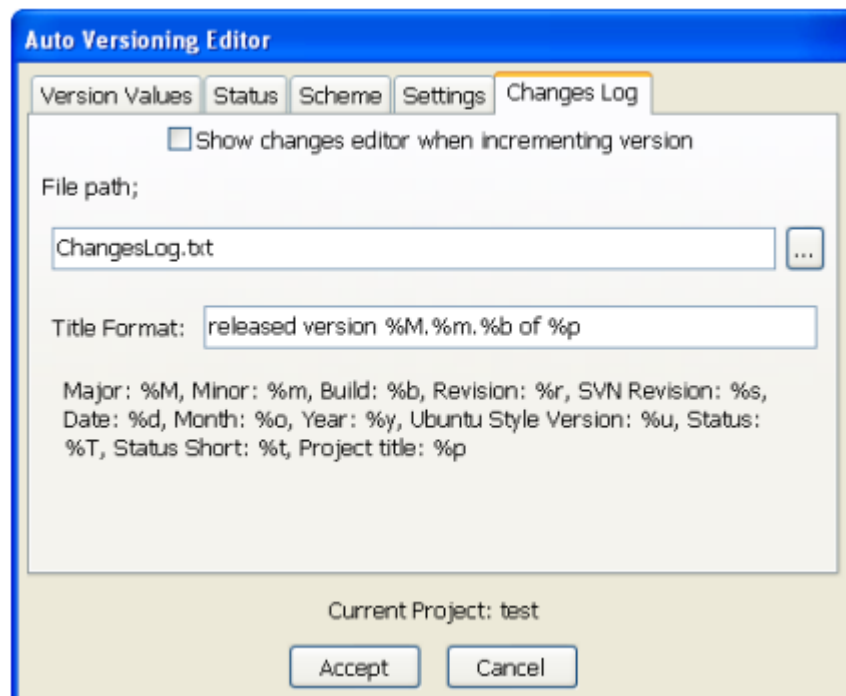 Auto Versioning Editor
Version Values Status Scheme Settings Changes Log
Show changes editor when incrementing version
File path;
ChangesLog.txt ...
Title Format: released version %M.%m.%b of %p
Major: %M, Minor: %m, Build: %b, Revision: %r, SVN Revision: %s,
Date: %d, Month: %o, Year: %y, Ubuntu Style Version: %u, Status:
%T, Status Short: %t, Project title: %p
Current Project: test
Accept Cancel